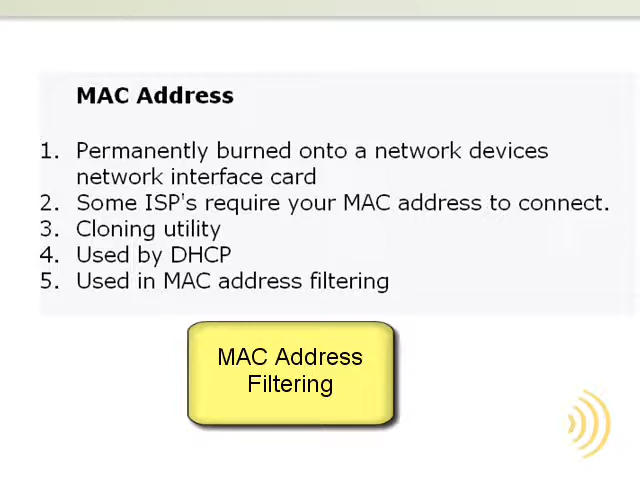 MAC Address
1. Permanently burned onto a network devices
network interface card
2. Some ISP's require your MAC address to connect.
3. Cloning utility
4. Used by DHCP
5. Used in MAC address filtering
MAC Address
Filtering